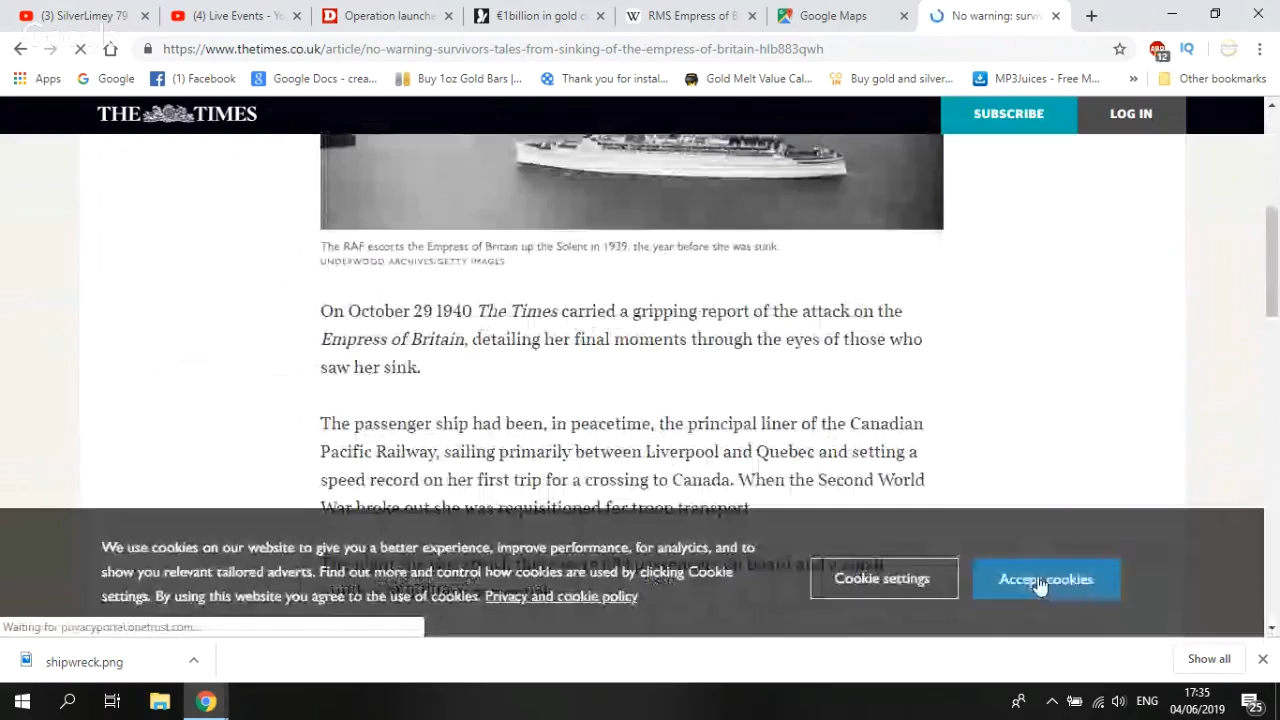 (3) SilverLimey 79
(4) Live Events - Yo
Operation launche
€1billion in gold c
RMS Empress of B
Google Maps
No warning: surviv
https://www.thetimes.co.uk/article/no-warning-survivors-tales-from-sinking-of-the-empress-of-britain-hlb883qwh
12
IQ
Apps
Google
(1) Facebook
Google Docs - crea...
Buy 1oz Gold Bars |...
Thank you for instal...
Gold Melt Value Cal...
Buy gold and silver...
MP3Juices - Free M...
Other bookmarks
THE TIMES
SUBSCRIBE
LOG IN
The RAF escorts the Empress of Britain up the Solent in 1939, the year before she was sunk.
UNDERWOOD ARCHIVES/GETTY IMAGES
On October 29 1940 The Times carried a gripping report of the attack on the
Empress of Britain, detailing her final moments through the eyes of those who
saw her sink.
The passenger ship had been, in peacetime, the principal liner of the Canadian
Pacific Railway, sailing primarily between Liverpool and Quebec and setting a
speed record on her first trip for a crossing to Canada. When the Second World
War broke out she was requisitioned for troop transport
We use cookies on our website to give you a better experience, improve performance, for analytics, and to
show you relevant tailored adverts. Find out more and control how cookies are used by clicking Cookie
settings. By using this website you agree to the use of cookies. Privacy and cookie policy
Cookie settings
Accept cookies
Waiting for privacyportal.onetrust.com...
shipwreck.png
Show all
ENG
17:35
04/06/2019
25